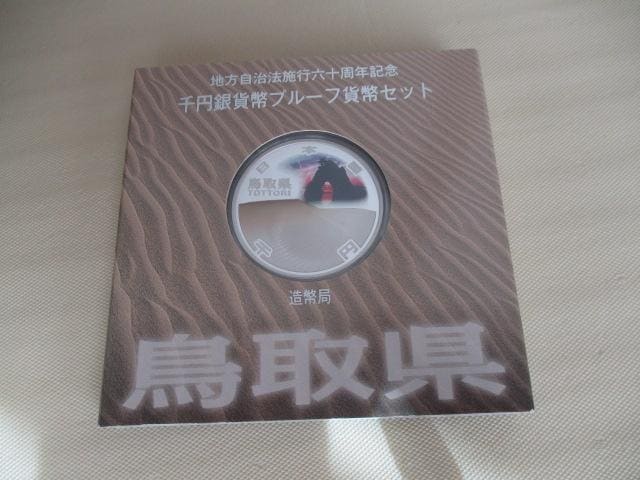 地方自治法施行六十周年記念
千円銀貨幣プルーフ貨幣セット
日本国
鳥取県
TOTTORI
千円
造幣局
鳥取県